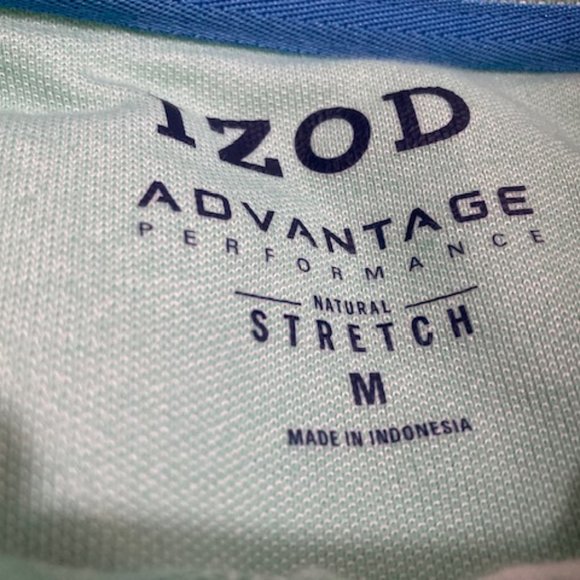 IZOD
ADVANTAGE
PERFORMANCE
NATURAL
STRETCH
M
MADE IN INDONESIA